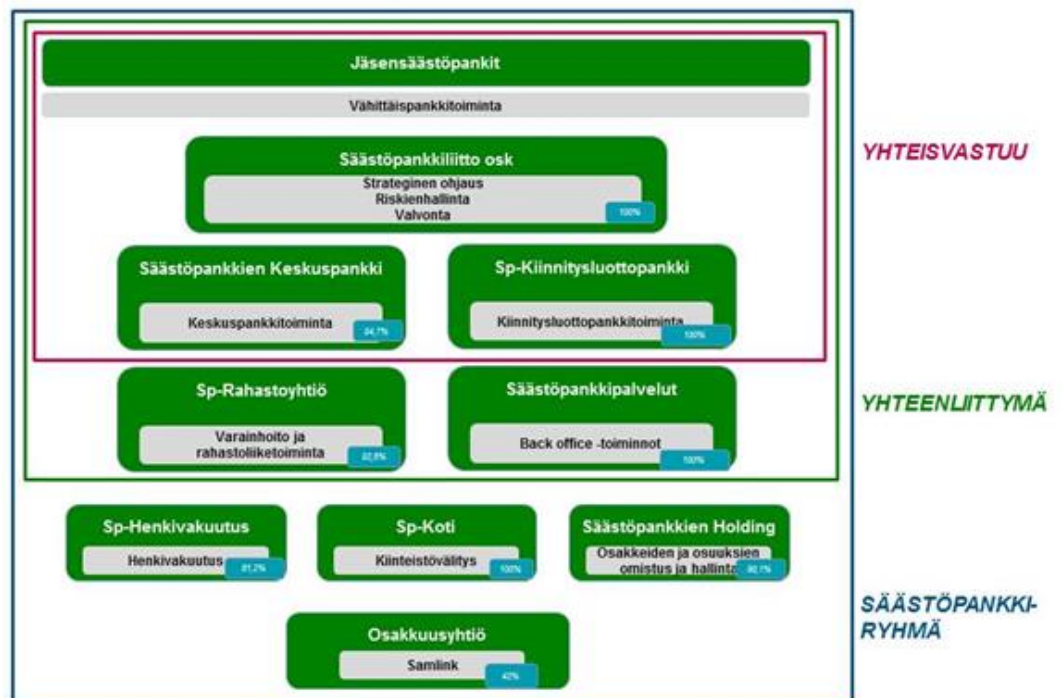 Jäsensäästöpankit
Vähittäispankkitoiminta
Säästöpankkiliitto osk
Strateginen ohjaus
Riskienhallinta
Valvonta
100%
YHTEISVASTUU
Säästöpankkien Keskuspankki
Keskuspankkitoiminta
Sp-Kiinnitysluottopankki
Kiinnitysluottopankkitoiminta
100%
Sp-Rahastoyhtiö
Varainhoito ja
rahastoliiketoiminta
Säästöpankkipalvelut
Back office -toiminnot
100%
YHTEENLIITTYMÄ
Sp-Henkivakuutus
Henkivakuutus
Sp-Koti
Kiinteistövälitys
100%
Säästöpankkien Holding
Osakkeiden ja osuuksien
omistus ja hallinta
SÄÄSTÖPANKKI-
RYHMÄ
Osakkuusyhtiö
Samlink
42%